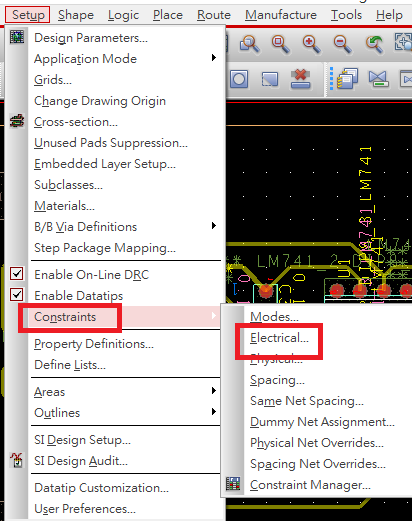 Setup Shape Logic Place Route Manufacture Tools Help
Design Parameters...
Application Mode
Grids...
Change Drawing Origin
Cross-section...
Unused Pads Suppression...
Embedded Layer Setup...
Subclasses...
Materials...
B/B Via Definitions
Step Package Mapping...
Enable On-Line DRC
Enable Datatips
Constraints
Property Definitions...
Define Lists...
Areas
Outlines
SI Design Setup...
SI Design Audit...
Datatip Customization...
User Preferences...
Modes...
Electrical...
Physical...
Spacing...
Same Net Spacing...
Dummy Net Assignment...
Physical Net Overrides...
Spacing Net Overrides...
Constraint Manager...
LM741
LM741
U1